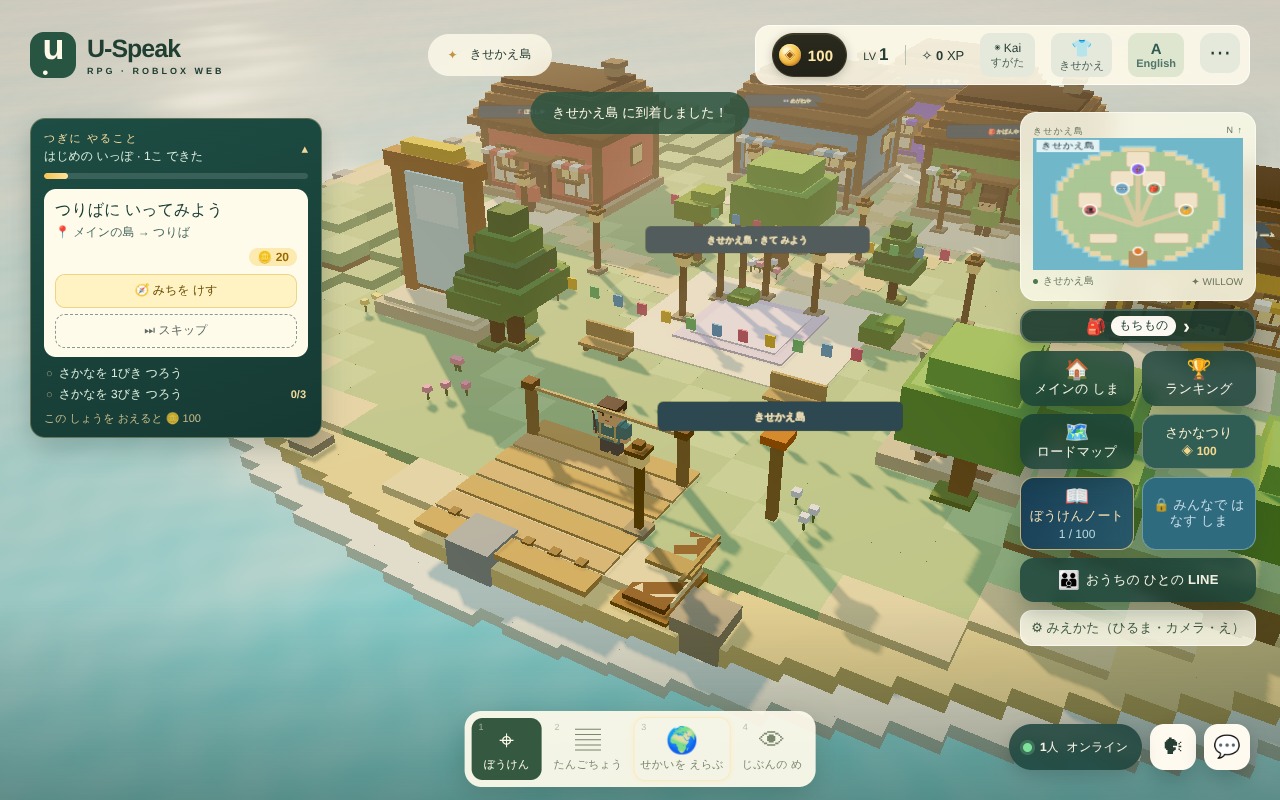 u
U-Speak
RPG · ROBLOX WEB
✦ きせかえ島
100
LV 1
✧ 0 XP
Kai
すがた
きせかえ
A
English
⋯
きせかえ島 に到着しました！
つぎに やること
はじめの いっぽ · 1こ できた
▲
つりばに いってみよう
📍 メインの島 → つりば
🪙 20
🧭 みちを けす
⏭ スキップ
○ さかなを 1ぴき つろう
○ さかなを 3びき つろう 0/3
この しょうを おえると 🪙 100
めがねや
かばんや
きせかえ島・きて みよう
きせかえ島
きせかえ島
N ↑
きせかえ島
● きせかえ島
✦ WILLOW
🎒 もちもの ›
🏠
メインの しま
🏆
ランキング
🗺️
ロードマップ
さかなつり
◈ 100
📖
ぼうけんノート
1 / 100
🔒 みんなで は
なす しま
👪 おうちの ひとの LINE
⚙ みえかた（ひるま・カメラ・え）
1
ぼうけん
2
たんごちょう
3
せかいを えらぶ
4
じぶんの め
1人 オンライン